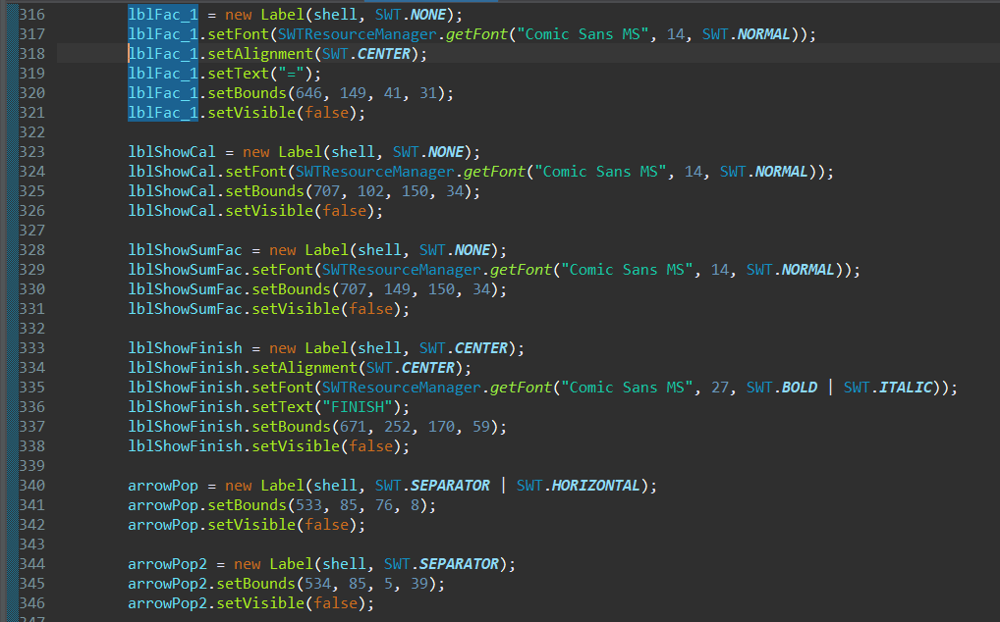 316 lblFac_1 = new Label(shell, SWT.NONE);
317 lblFac_1.setFont(SWTResourceManager.getFont("Comic Sans MS", 14, SWT.NORMAL));
318 lblFac_1.setAlignment(SWT.CENTER);
319 lblFac_1.setText("=");
320 lblFac_1.setBounds(646, 149, 41, 31);
321 lblFac_1.setVisible(false);
322
323 lblShowCal = new Label(shell, SWT.NONE);
324 lblShowCal.setFont(SWTResourceManager.getFont("Comic Sans MS", 14, SWT.NORMAL));
325 lblShowCal.setBounds(707, 102, 150, 34);
326 lblShowCal.setVisible(false);
327
328 lblShowSumFac = new Label(shell, SWT.NONE);
329 lblShowSumFac.setFont(SWTResourceManager.getFont("Comic Sans MS", 14, SWT.NORMAL));
330 lblShowSumFac.setBounds(707, 149, 150, 34);
331 lblShowSumFac.setVisible(false);
332
333 lblShowFinish = new Label(shell, SWT.CENTER);
334 lblShowFinish.setAlignment(SWT.CENTER);
335 lblShowFinish.setFont(SWTResourceManager.getFont("Comic Sans MS", 27, SWT.BOLD | SWT.ITALIC));
336 lblShowFinish.setText("FINISH");
337 lblShowFinish.setBounds(671, 252, 170, 59);
338 lblShowFinish.setVisible(false);
339
340 arrowPop = new Label(shell, SWT.SEPARATOR | SWT.HORIZONTAL);
341 arrowPop.setBounds(533, 85, 76, 8);
342 arrowPop.setVisible(false);
343
344 arrowPop2 = new Label(shell, SWT.SEPARATOR);
345 arrowPop2.setBounds(534, 85, 5, 39);
346 arrowPop2.setVisible(false);
347